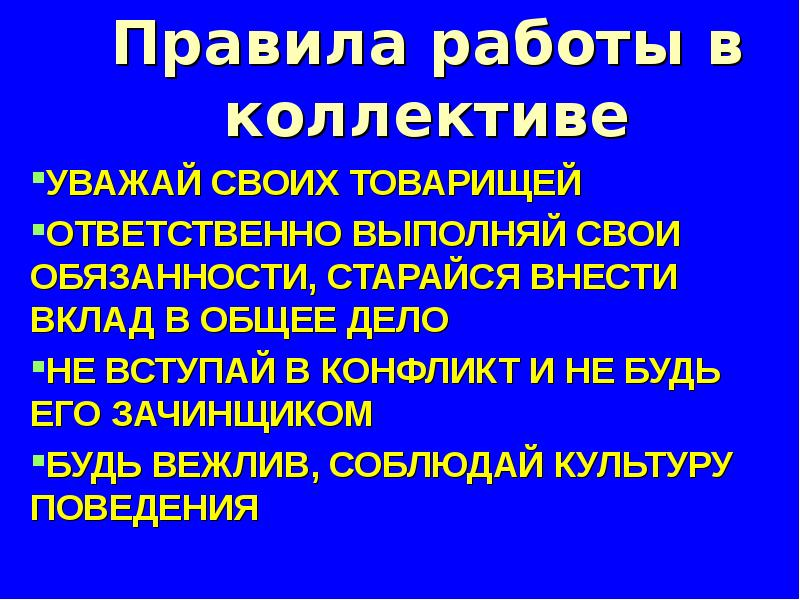 Правила работы в
коллективе
▪УВАЖАЙ СВОИХ ТОВАРИЩЕЙ
▪ОТВЕТСТВЕННО ВЫПОЛНЯЙ СВОИ
ОБЯЗАННОСТИ, СТАРАЙСЯ ВНЕСТИ
ВКЛАД В ОБЩЕЕ ДЕЛО
▪НЕ ВСТУПАЙ В КОНФЛИКТ И НЕ БУДЬ
ЕГО ЗАЧИНЩИКОМ
▪БУДЬ ВЕЖЛИВ, СОБЛЮДАЙ КУЛЬТУРУ
ПОВЕДЕНИЯ